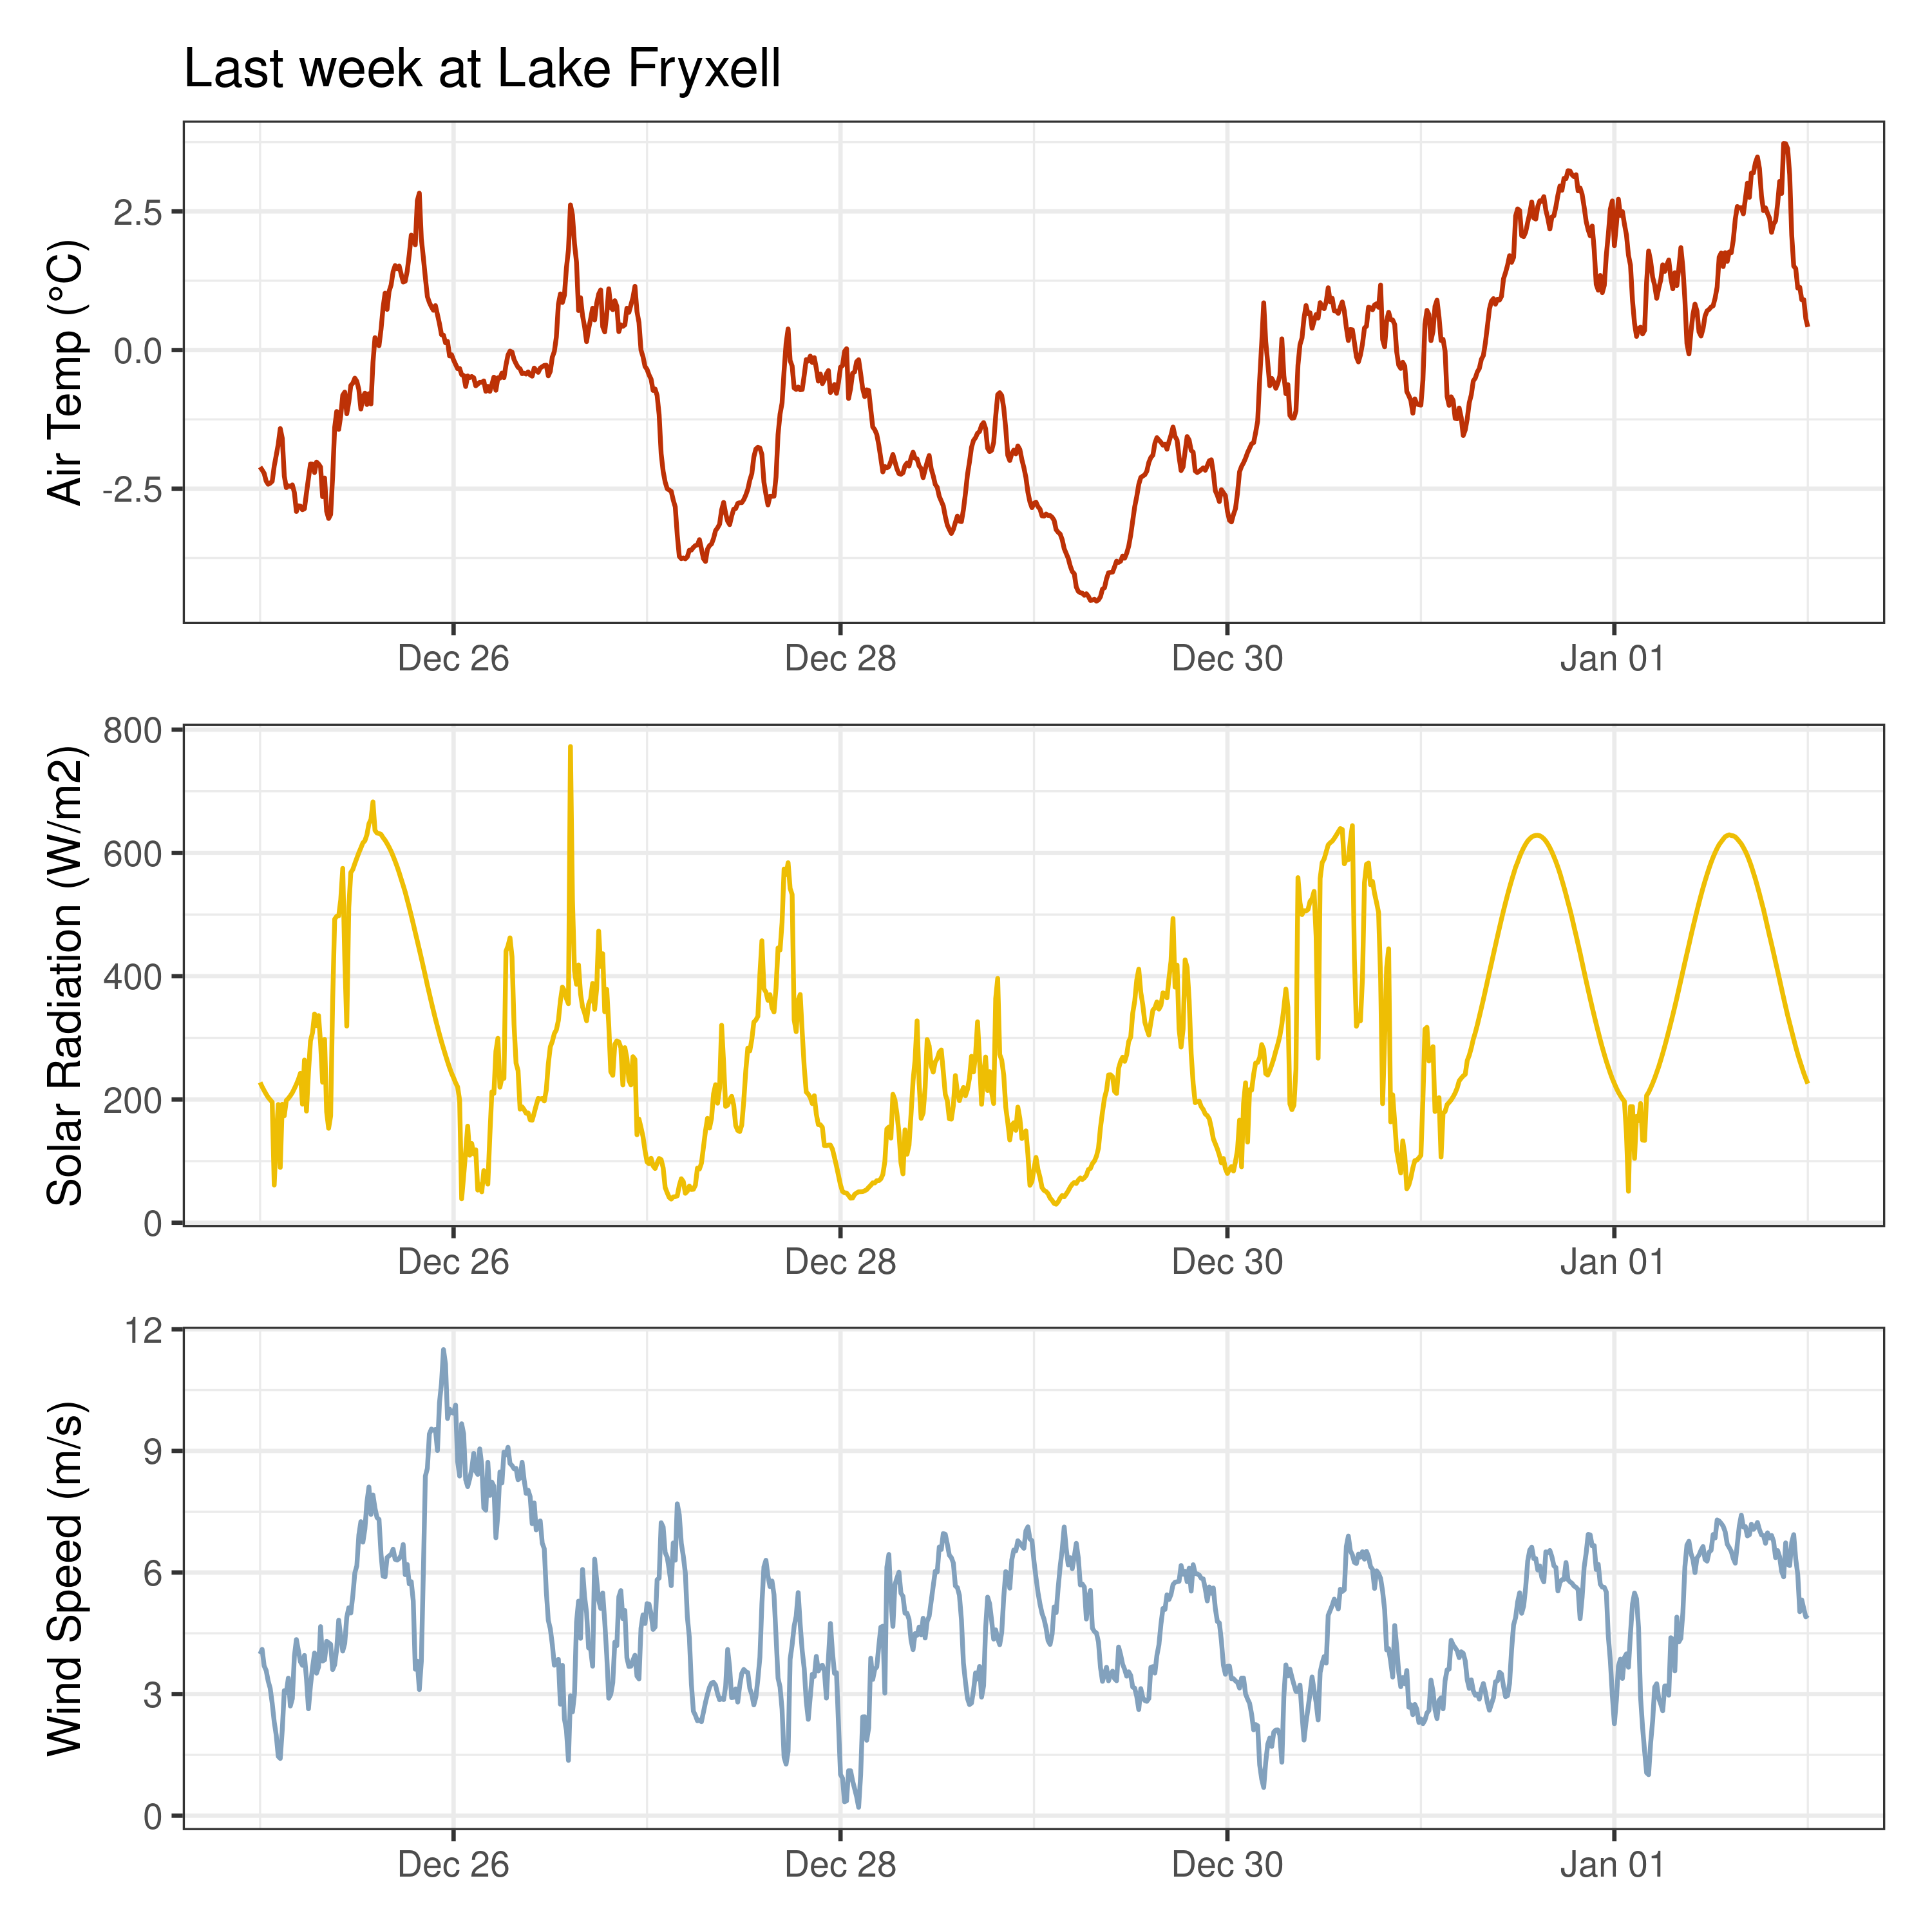 Last week at Lake Fryxell
Air Temp (°C)
2.5
0.0
-2.5
Dec 26 Dec 28 Dec 30 Jan 01
Solar Radiation (W/m2)
800
600
400
200
0
Dec 26 Dec 28 Dec 30 Jan 01
Wind Speed (m/s)
12
9
6
3
0
Dec 26 Dec 28 Dec 30 Jan 01